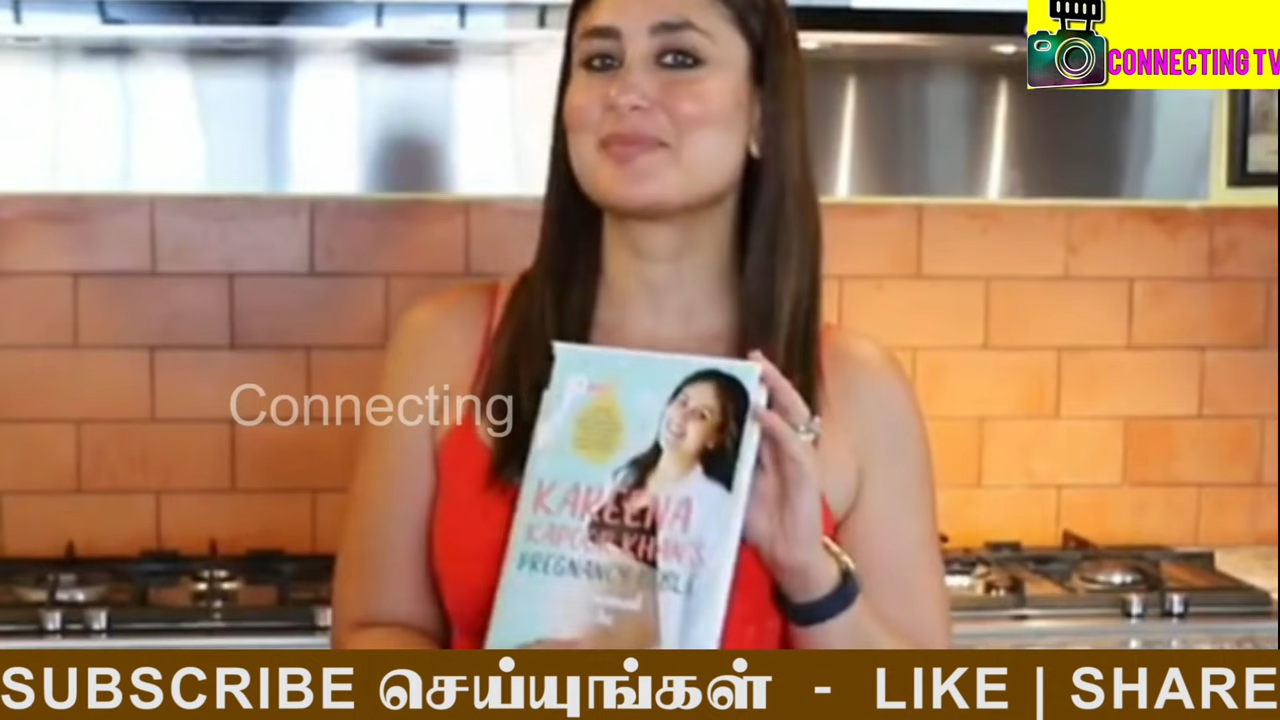 CONNECTING TV
Connecting
KAREENA
KAPOOR KHAN'S
PREGNANCY BIBLE
SUBSCRIBE செய்யுங்கள் - LIKE | SHARE